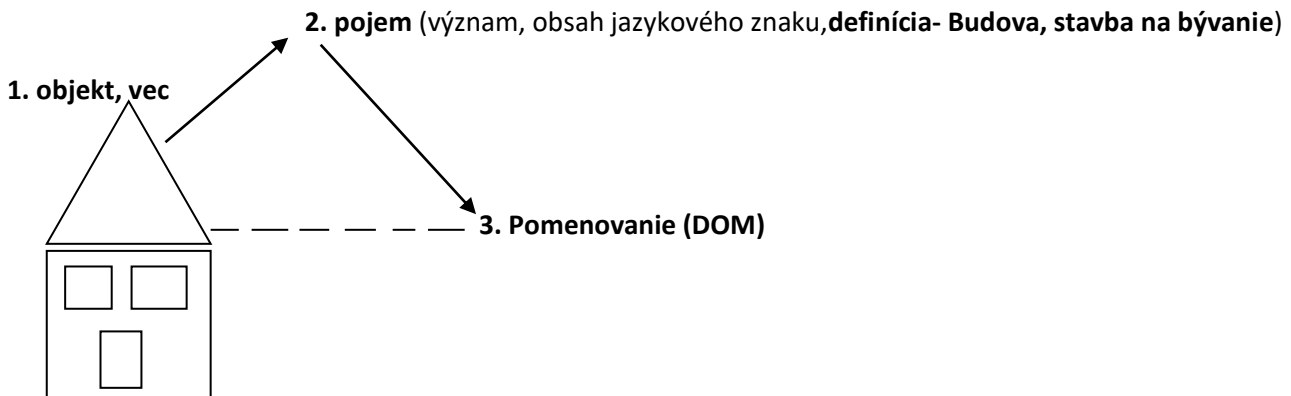 2. pojem (význam, obsah jazykového znaku,definícia- Budova, stavba na bývanie)
1. objekt, vec
3. Pomenovanie (DOM)